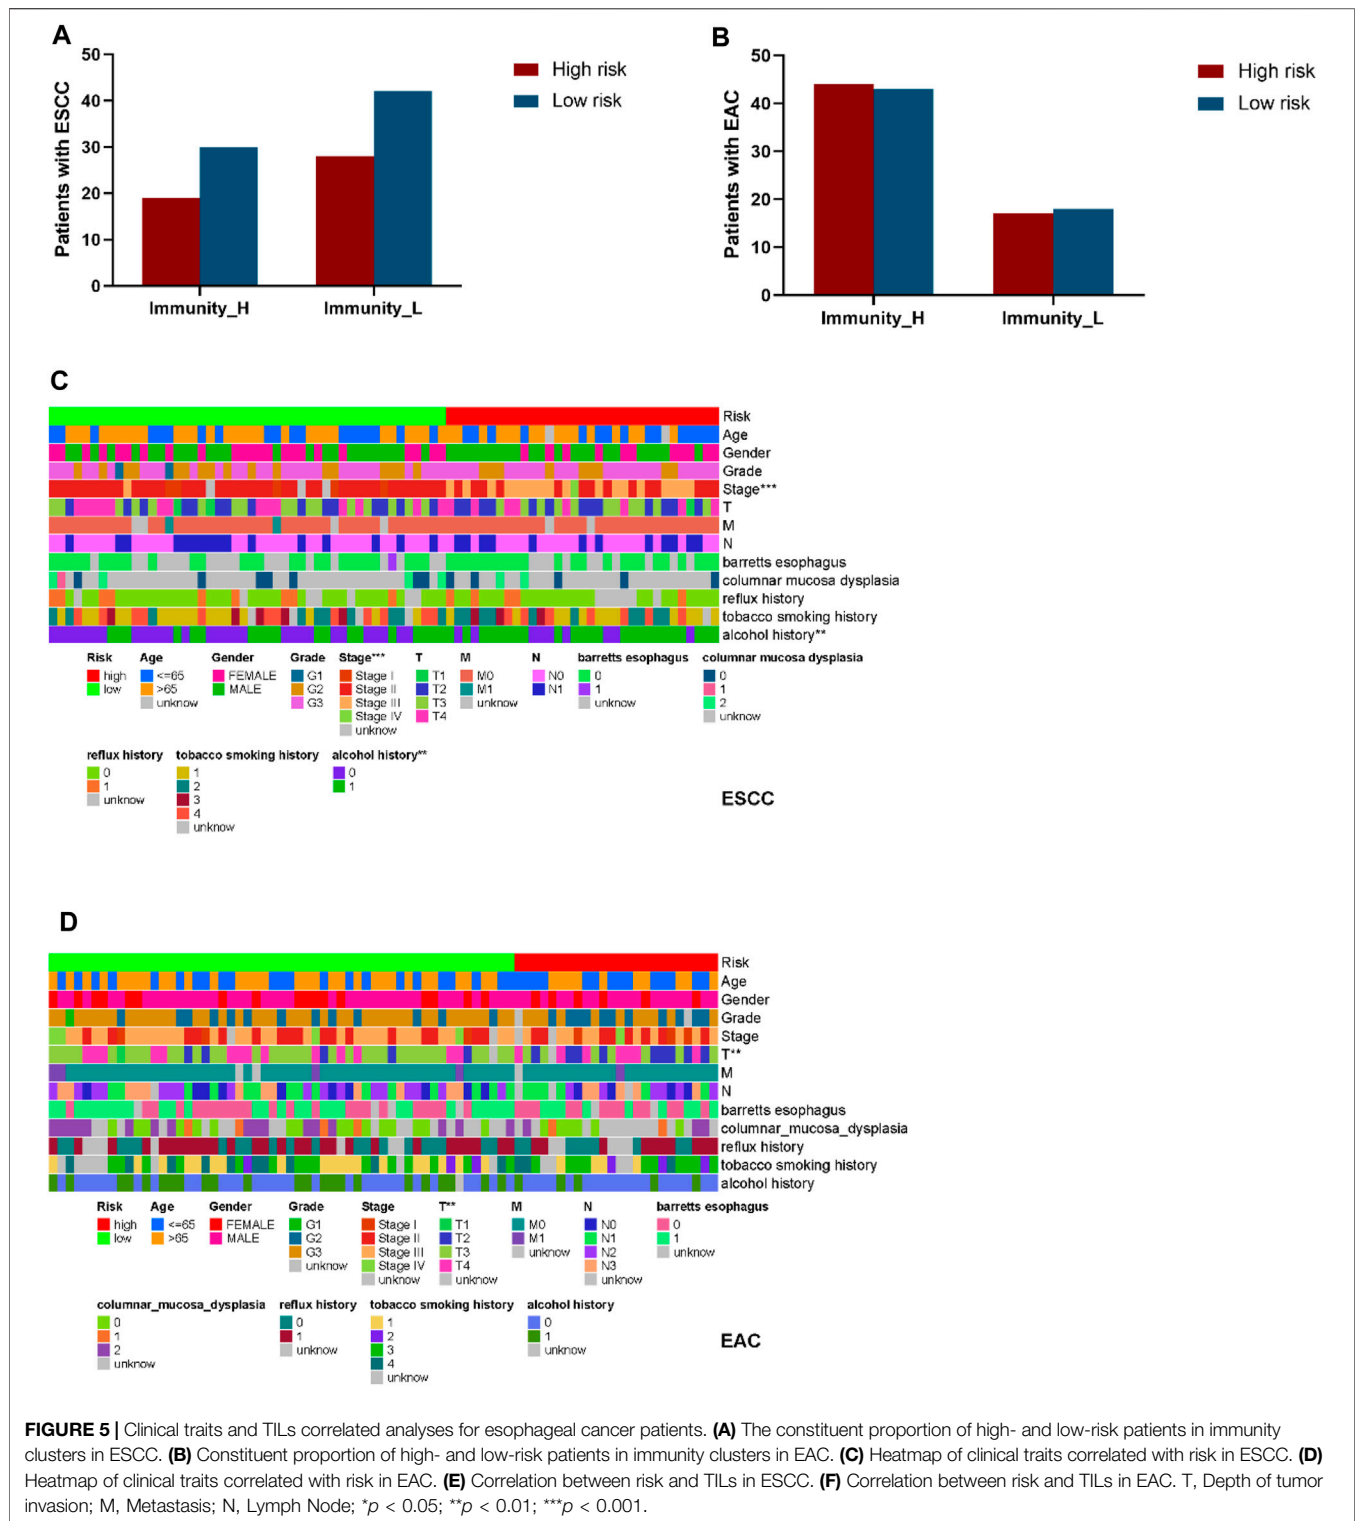 A
50
40
30
20
10
0
Patients with ESCC
Immunity_H
Immunity_L
High risk
Low risk
B
50
40
30
20
10
0
Patients with EAC
Immunity_H
Immunity_L
High risk
Low risk
C
Risk
Age
Gender
Grade
Stage***
T
M
N
barretts esophagus
columnar mucosa dysplasia
reflux history
tobacco smoking history
alcohol history**
Risk
high
low
Age
<=65
>65
unknow
Gender
FEMALE
MALE
Grade
G1
G2
G3
Stage***
Stage I
Stage II
Stage III
Stage IV
unknow
T
T1
T2
T3
T4
M
M0
M1
unknow
N
N0
N1
barretts esophagus
0
1
unknow
columnar mucosa dysplasia
0
1
2
unknow
reflux history
0
1
unknow
tobacco smoking history
1
2
3
4
unknow
alcohol history**
0
1
ESCC
D
Risk
Age
Gender
Grade
Stage
T**
M
N
barretts esophagus
columnar_mucosa_dysplasia
reflux history
tobacco smoking history
alcohol history
Risk
high
low
Age
<=65
>65
Gender
FEMALE
MALE
Grade
G1
G2
G3
unknow
Stage
Stage I
Stage II
Stage III
Stage IV
unknow
T**
T1
T2
T3
T4
unknow
M
M0
M1
unknow
N
N0
N1
N2
N3
unknow
barretts esophagus
0
1
unknow
columnar_mucosa_dysplasia
0
1
2
unknow
reflux history
0
1
unknow
tobacco smoking history
1
2
3
4
unknow
alcohol history
0
1
unknow
EAC
FIGURE 5 | Clinical traits and TILs correlated analyses for esophageal cancer patients. (A) The constituent proportion of high- and low-risk patients in immunity
clusters in ESCC. (B) Constituent proportion of high- and low-risk patients in immunity clusters in EAC. (C) Heatmap of clinical traits correlated with risk in ESCC. (D)
Heatmap of clinical traits correlated with risk in EAC. (E) Correlation between risk and TILs in ESCC. (F) Correlation between risk and TILs in EAC. T, Depth of tumor
invasion; M, Metastasis; N, Lymph Node; *p < 0.05; **p < 0.01; ***p < 0.001.